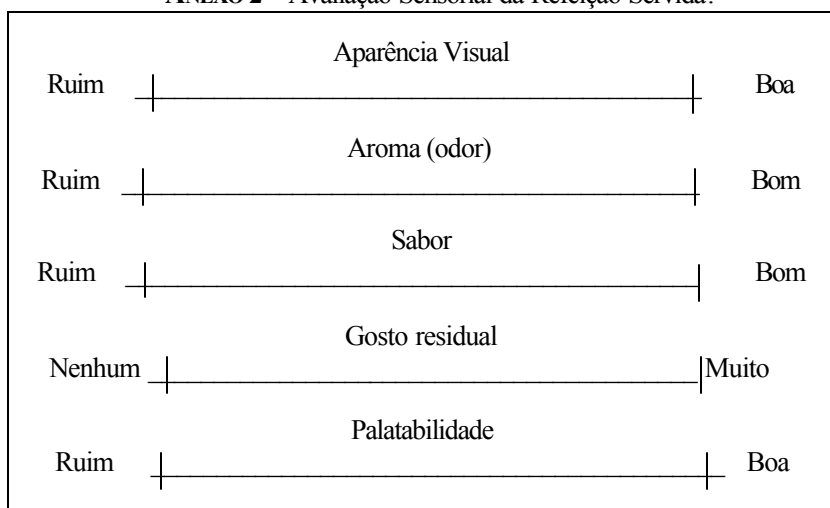 ANEXO 2 – Avaliação Sensorial da Refeição Servida.
Aparência Visual
Ruim Boa
Aroma (odor)
Ruim Bom
Sabor
Ruim Bom
Gosto residual
Nenhum Muito
Palatabilidade
Ruim Boa